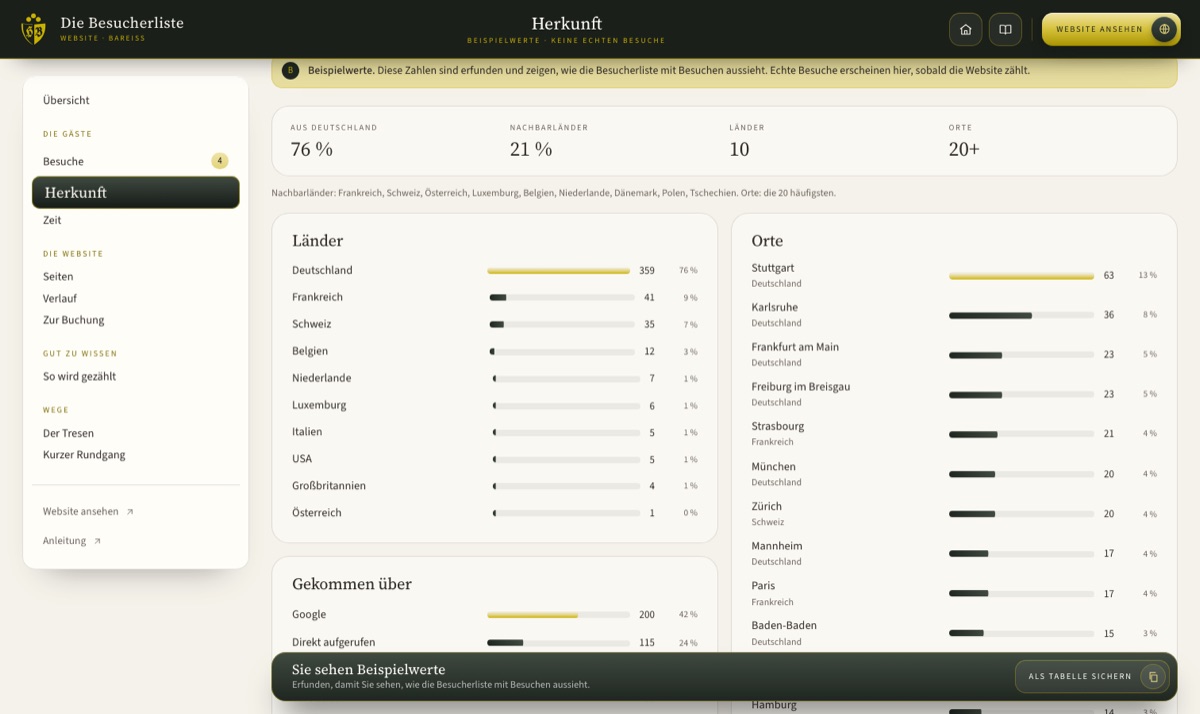 Die Besucherliste
WEBSITE · BAREISS
Herkunft
BEISPIELWERTE · KEINE ECHTEN BESUCHE
WEBSITE ANSEHEN
Übersicht
DIE GÄSTE
Besuche 4
Herkunft
Zeit
DIE WEBSITE
Seiten
Verlauf
Zur Buchung
GUT ZU WISSEN
So wird gezählt
WEGE
Der Tresen
Kurzer Rundgang
Website ansehen
Anleitung
B Beispielwerte. Diese Zahlen sind erfunden und zeigen, wie die Besucherliste mit Besuchen aussieht. Echte Besuche erscheinen hier, sobald die Website zählt.
AUS DEUTSCHLAND
76 %
NACHBARLÄNDER
21 %
LÄNDER
10
ORTE
20+
Nachbarländer: Frankreich, Schweiz, Österreich, Luxemburg, Belgien, Niederlande, Dänemark, Polen, Tschechien. Orte: die 20 häufigsten.
Länder
Deutschland 359 76 %
Frankreich 41 9 %
Schweiz 35 7 %
Belgien 12 3 %
Niederlande 7 1 %
Luxemburg 6 1 %
Italien 5 1 %
USA 5 1 %
Großbritannien 4 1 %
Österreich 1 0 %
Gekommen über
Google 200 42 %
Direkt aufgerufen 115 24 %
Orte
Stuttgart 63 13 %
Deutschland
Karlsruhe 36 8 %
Deutschland
Frankfurt am Main 23 5 %
Deutschland
Freiburg im Breisgau 23 5 %
Deutschland
Strasbourg 21 4 %
Frankreich
München 20 4 %
Deutschland
Zürich 20 4 %
Schweiz
Mannheim 17 4 %
Deutschland
Paris 17 4 %
Frankreich
Baden-Baden 15 3 %
Deutschland
Sie sehen Beispielwerte
Erfunden, damit Sie sehen, wie die Besucherliste mit Besuchen aussieht.
ALS TABELLE SICHERN
Hamburg 14 3 %